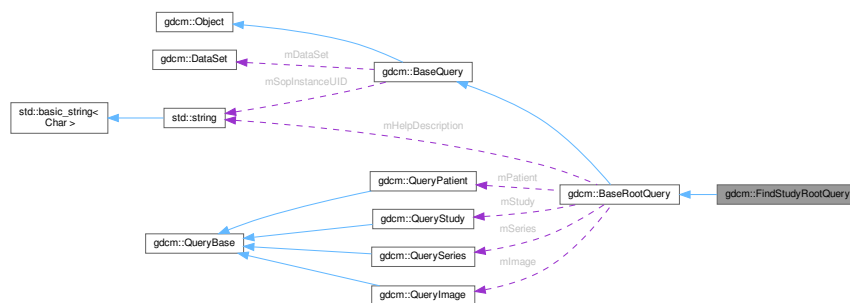 gdcm::Object
gdcm::DataSet
mDataSet
gdcm::BaseQuery
mSopInstanceUID
std::basic_string<
Char >
std::string
mHelpDescription
gdcm::QueryPatient
mPatient
gdcm::BaseRootQuery
gdcm::FindStudyRootQuery
mStudy
gdcm::QueryStudy
mSeries
gdcm::QueryBase
gdcm::QuerySeries
mImage
gdcm::QueryImage